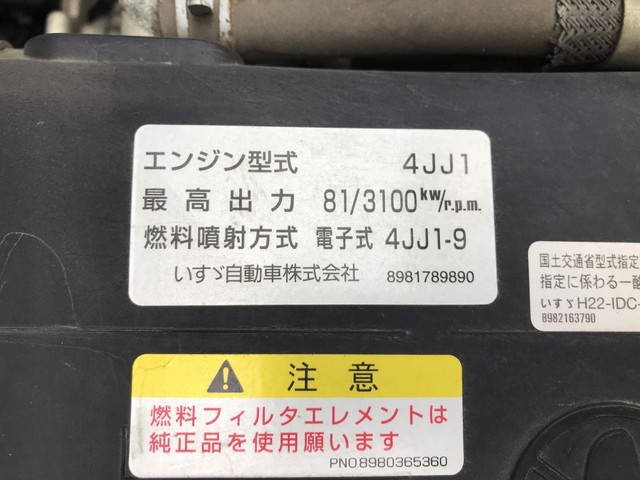 エンジン型式 4JJ1
最高出力 81/3100kw/r.p.m.
燃料噴射方式 電子式 4JJ1-9
いすゞ自動車株式会社 8981789890
国土交通省型式指定
指定に係わる一酸
いすゞH22-IDC-
8982163790
注意
燃料フィルタエレメントは
純正品を使用願います
PNO.8980365360